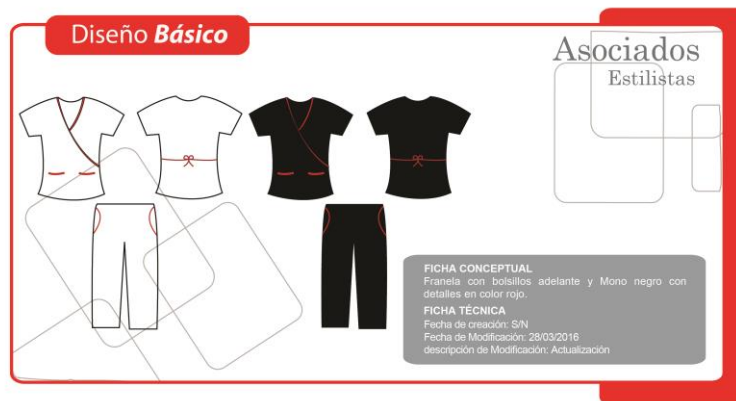 Diseño Básico
Asociados
Estilistas
FICHA CONCEPTUAL
Franela con bolsillos adelante y Mono negro con
detalles en color rojo.
FICHA TÉCNICA
Fecha de creación: S/N
Fecha de Modificación: 28/03/2016
descripción de Modificación: Actualización